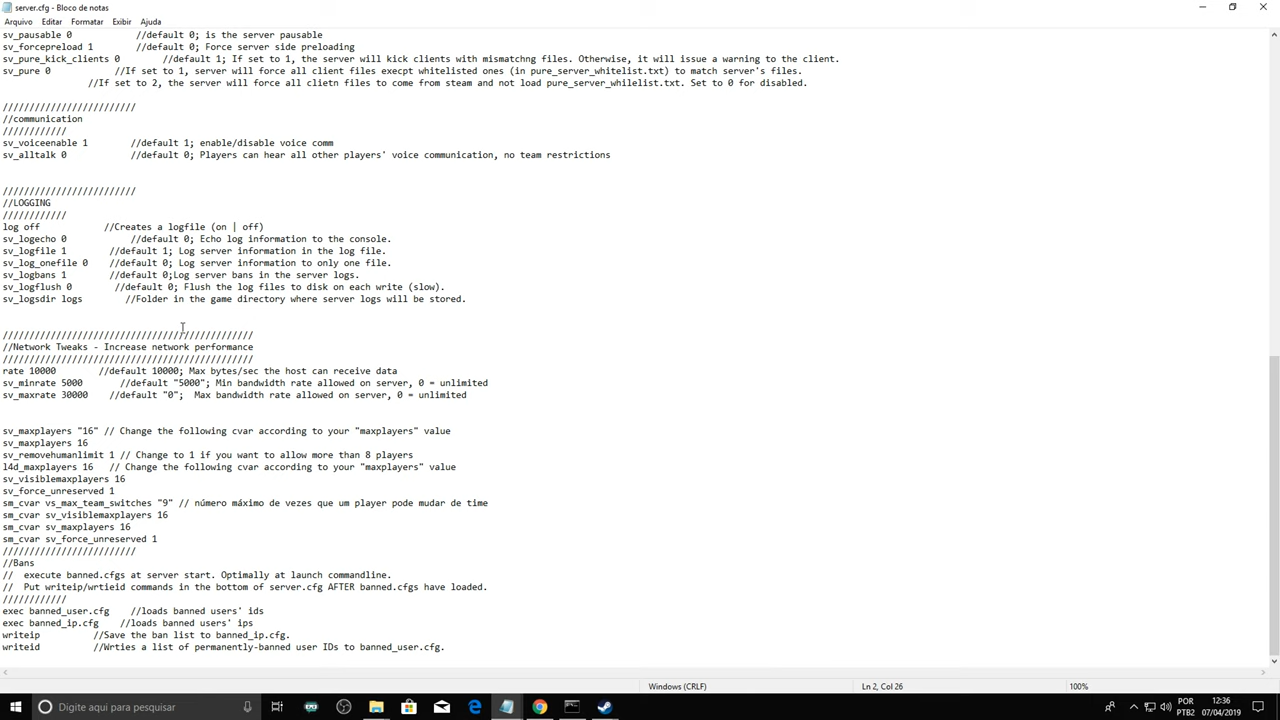 server.cfg - Bloco de notas
Arquivo Editar Formatar Exibir Ajuda
sv_pausable 0 //default 0; is the server pausable
sv_forcepreload 1 //default 0; Force server side preloading
sv_pure_kick_clients 0 //default 1; If set to 1, the server will kick clients with mismatchng files. Otherwise, it will issue a warning to the client.
sv_pure 0 //If set to 1, server will force all client files execpt whitelisted ones (in pure_server_whitelist.txt) to match server's files.
//If set to 2, the server will force all clietn files to come from steam and not load pure_server_whilelist.txt. Set to 0 for disabled.
/////////////////////////
//communication
////////////
sv_voiceenable 1 //default 1; enable/disable voice comm
sv_alltalk 0 //default 0; Players can hear all other players' voice communication, no team restrictions
/////////////////////////
//LOGGING
////////////
log off //Creates a logfile (on | off)
sv_logecho 0 //default 0; Echo log information to the console.
sv_logfile 1 //default 1; Log server information in the log file.
sv_log_onefile 0 //default 0; Log server information to only one file.
sv_logbans 1 //default 0;Log server bans in the server logs.
sv_logflush 0 //default 0; Flush the log files to disk on each write (slow).
sv_logsdir logs //Folder in the game directory where server logs will be stored.
///////////////////////////////////////////////
//Network Tweaks - Increase network performance
///////////////////////////////////////////////
rate 10000 //default 10000; Max bytes/sec the host can receive data
sv_minrate 5000 //default "5000"; Min bandwidth rate allowed on server, 0 = unlimited
sv_maxrate 30000 //default "0"; Max bandwidth rate allowed on server, 0 = unlimited
sv_maxplayers "16" // Change the following cvar according to your "maxplayers" value
sv_maxplayers 16
sv_removehumanlimit 1 // Change to 1 if you want to allow more than 8 players
l4d_maxplayers 16 // Change the following cvar according to your "maxplayers" value
sv_visiblemaxplayers 16
sv_force_unreserved 1
sm_cvar vs_max_team_switches "9" // número máximo de vezes que um player pode mudar de time
sm_cvar sv_visiblemaxplayers 16
sm_cvar sv_maxplayers 16
sm_cvar sv_force_unreserved 1
/////////////////////////
//Bans
// execute banned.cfgs at server start. Optimally at launch commandline.
// Put writeip/wrtieid commands in the bottom of server.cfg AFTER banned.cfgs have loaded.
////////////
exec banned_user.cfg //loads banned users' ids
exec banned_ip.cfg //loads banned users' ips
writeip //Save the ban list to banned_ip.cfg.
writeid //Wrties a list of permanently-banned user IDs to banned_user.cfg.
Windows (CRLF) Ln 2, Col 26 100%
Digite aqui para pesquisar
POR 12:36
PTB2 07/04/2019